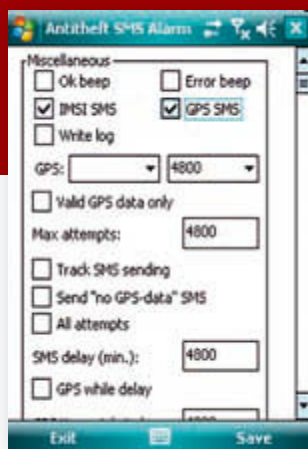 Antitheft SMS Alarm
Miscellaneous
Ok beep Error beep
IMSI SMS GPS SMS
Write log
GPS: 4800
Valid GPS data only
Max attempts: 4800
Track SMS sending
Send "no GPS-data" SMS
All attempts
SMS delay (min.): 4800
GPS while delay
Exit Save